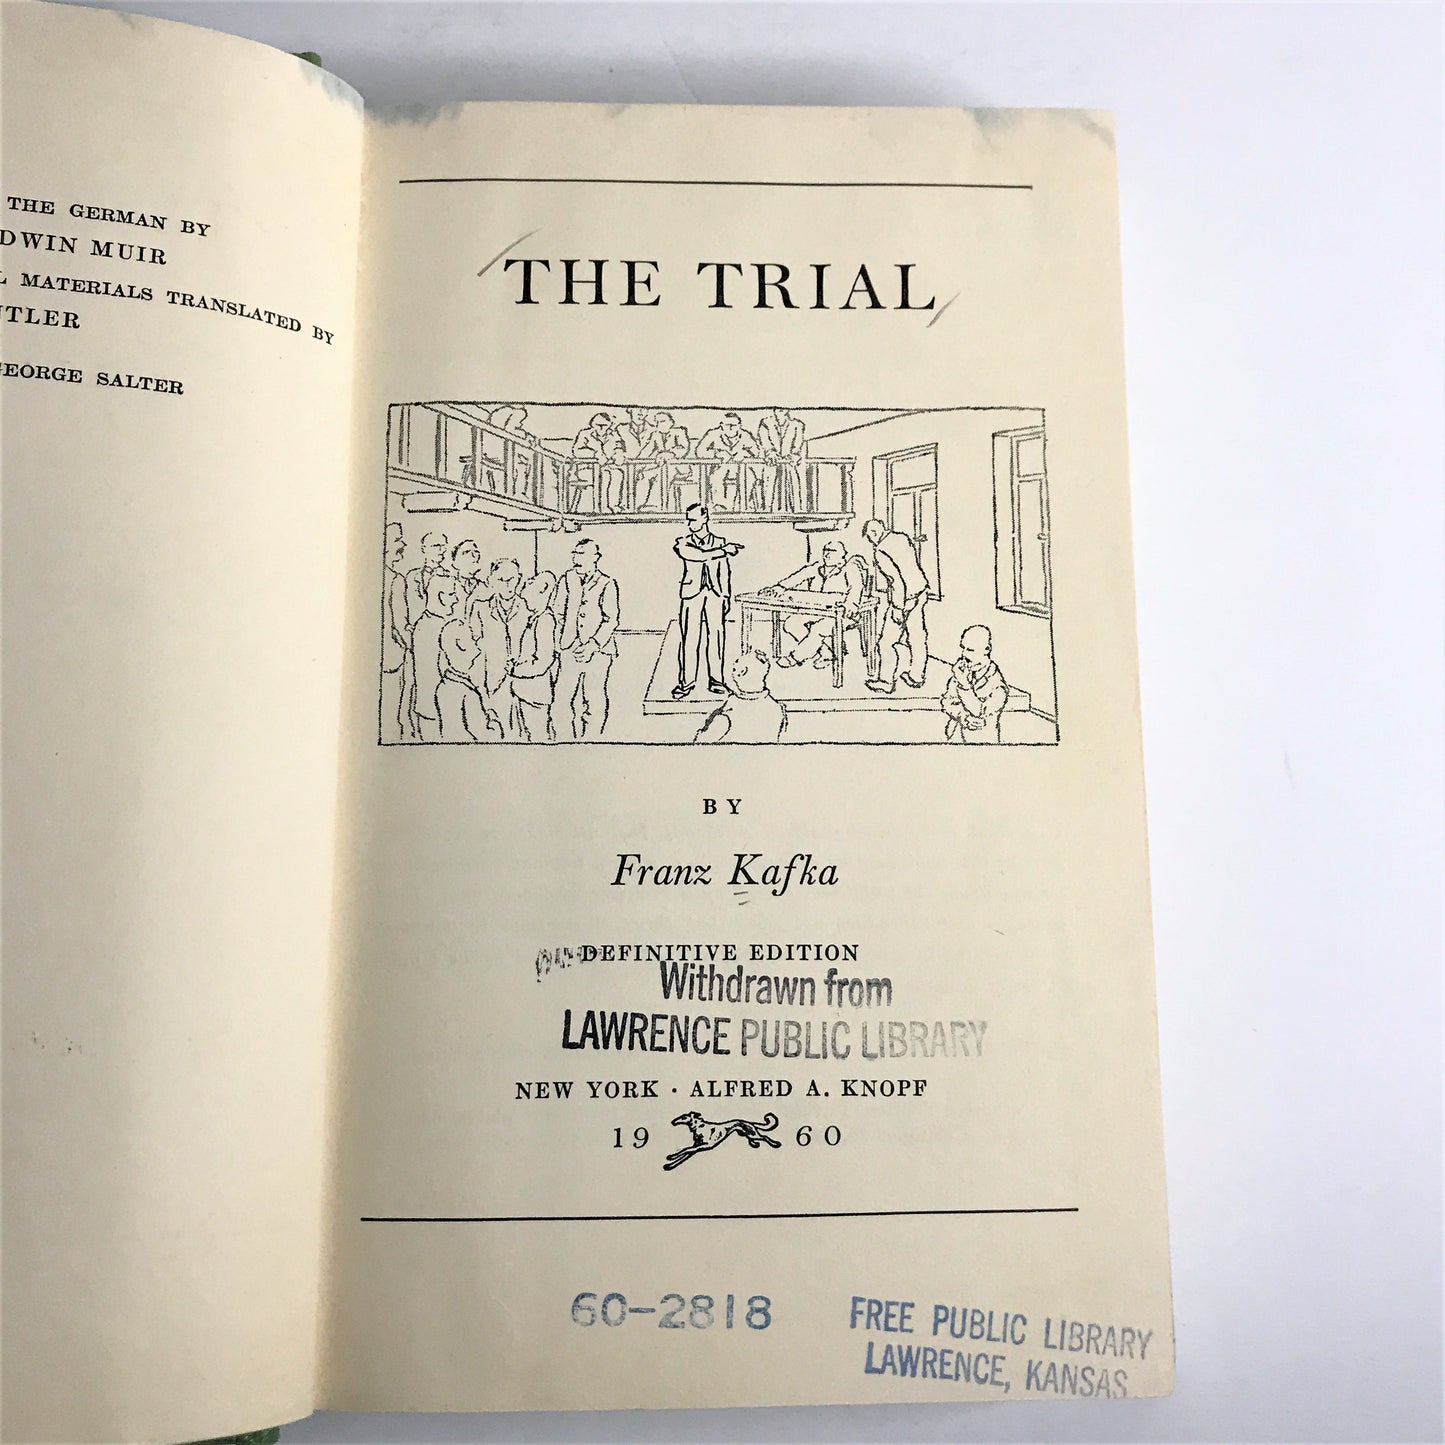 THE GERMAN BY
DWIN MUIR
L MATERIALS TRANSLATED BY
TLER
GEORGE SALTER
THE TRIAL
BY
Franz Kafka
DEFINITIVE EDITION
Withdrawn from
LAWRENCE PUBLIC LIBRARY
NEW YORK · ALFRED A. KNOPF
19 60
60-2818
FREE PUBLIC LIBRARY
LAWRENCE, KANSAS